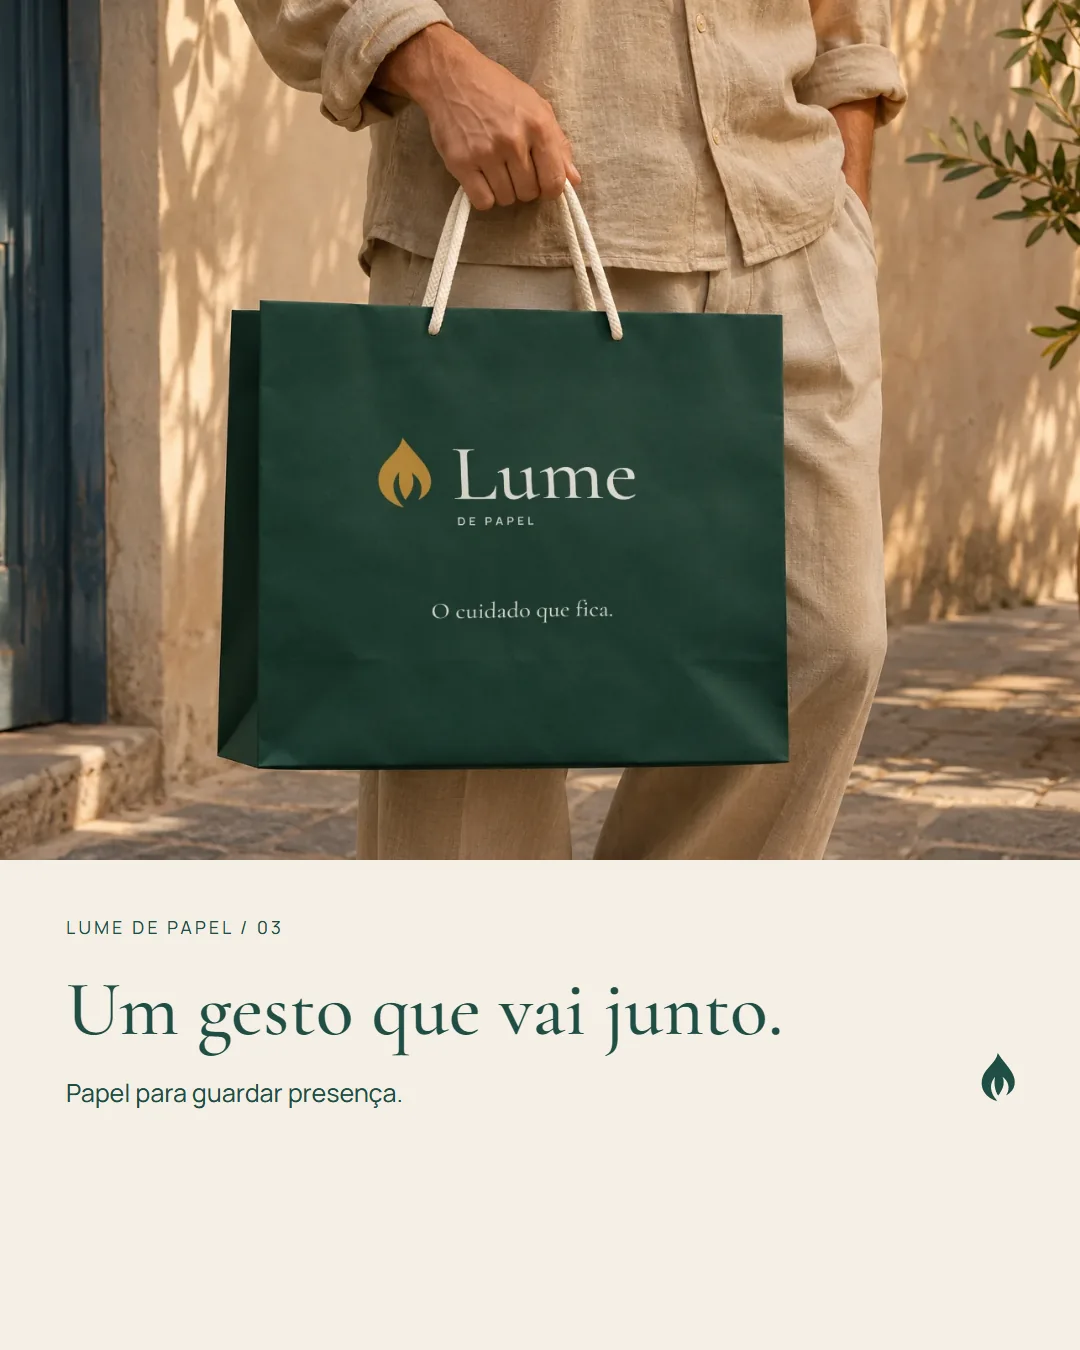 Lume
DE PAPEL
O cuidado que fica.
LUME DE PAPEL / 03
Um gesto que vai junto.
Papel para guardar presença.